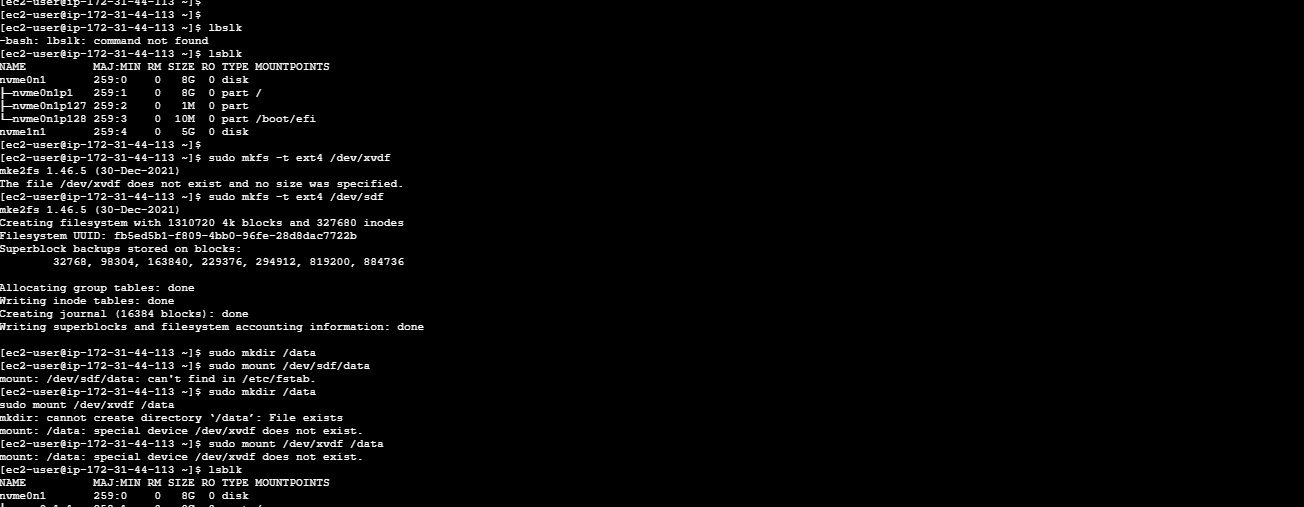 [ec2-user@ip-172-31-44-113 ~]$
[ec2-user@ip-172-31-44-113 ~]$
[ec2-user@ip-172-31-44-113 ~]$ lbslk
-bash: lbslk: command not found
[ec2-user@ip-172-31-44-113 ~]$ lsblk
NAME          MAJ:MIN RM SIZE RO TYPE MOUNTPOINTS
nvme0n1       259:0    0   8G  0 disk
├─nvme0n1p1   259:1    0   8G  0 part /
├─nvme0n1p127 259:2    0   1M  0 part
└─nvme0n1p128 259:3    0  10M  0 part /boot/efi
nvme1n1       259:4    0   5G  0 disk
[ec2-user@ip-172-31-44-113 ~]$
[ec2-user@ip-172-31-44-113 ~]$ sudo mkfs -t ext4 /dev/xvdf
mke2fs 1.46.5 (30-Dec-2021)
The file /dev/xvdf does not exist and no size was specified.
[ec2-user@ip-172-31-44-113 ~]$ sudo mkfs -t ext4 /dev/sdf
mke2fs 1.46.5 (30-Dec-2021)
Creating filesystem with 1310720 4k blocks and 327680 inodes
Filesystem UUID: fb5ed5b1-f809-4bb0-96fe-28d8dac7722b
Superblock backups stored on blocks:
        32768, 98304, 163840, 229376, 294912, 819200, 884736
Allocating group tables: done
Writing inode tables: done
Creating journal (16384 blocks): done
Writing superblocks and filesystem accounting information: done
[ec2-user@ip-172-31-44-113 ~]$ sudo mkdir /data
[ec2-user@ip-172-31-44-113 ~]$ sudo mount /dev/sdf/data
mount: /dev/sdf/data: can't find in /etc/fstab.
[ec2-user@ip-172-31-44-113 ~]$ sudo mkdir /data
sudo mount /dev/xvdf /data
mkdir: cannot create directory ‘/data’: File exists
mount: /data: special device /dev/xvdf does not exist.
[ec2-user@ip-172-31-44-113 ~]$ sudo mount /dev/xvdf /data
mount: /data: special device /dev/xvdf does not exist.
[ec2-user@ip-172-31-44-113 ~]$ lsblk
NAME          MAJ:MIN RM SIZE RO TYPE MOUNTPOINTS
nvme0n1       259:0    0   8G  0 disk